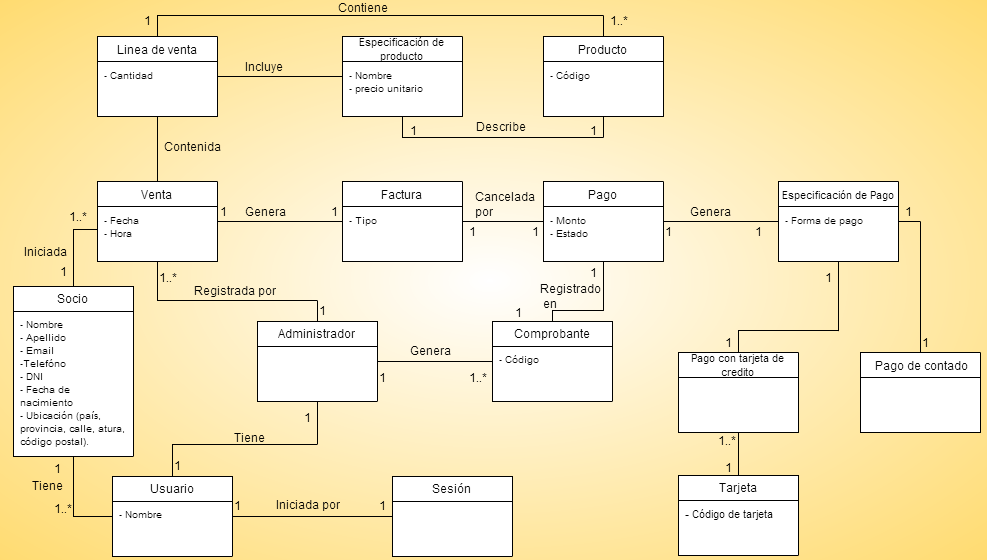 Contiene
1
1..*
Linea de venta
- Cantidad
Incluye
Especificación de
producto
- Nombre
- precio unitario
Producto
- Código
1
Describe
1
Contenida
Venta
- Fecha
- Hora
1
Genera
1
Factura
- Tipo
Cancelada
por
1
1
Pago
- Monto
- Estado
Genera
1
1
Especificación de Pago
- Forma de pago
1
1..*
Iniciada
1
1..*
Registrada por
1
1
Registrado
en
1
1
1
1
Socio
- Nombre
- Apellido
- Email
-Telefóno
- DNI
- Fecha de
nacimiento
- Ubicación (país,
provincia, calle, atura,
código postal).
Administrador
Genera
1
1..*
Comprobante
- Código
Pago con tarjeta de
credito
Pago de contado
1
Tiene
1
1..*
1
1
Tiene
1..*
Usuario
- Nombre
1
Iniciada por
1
Sesión
Tarjeta
- Código de tarjeta